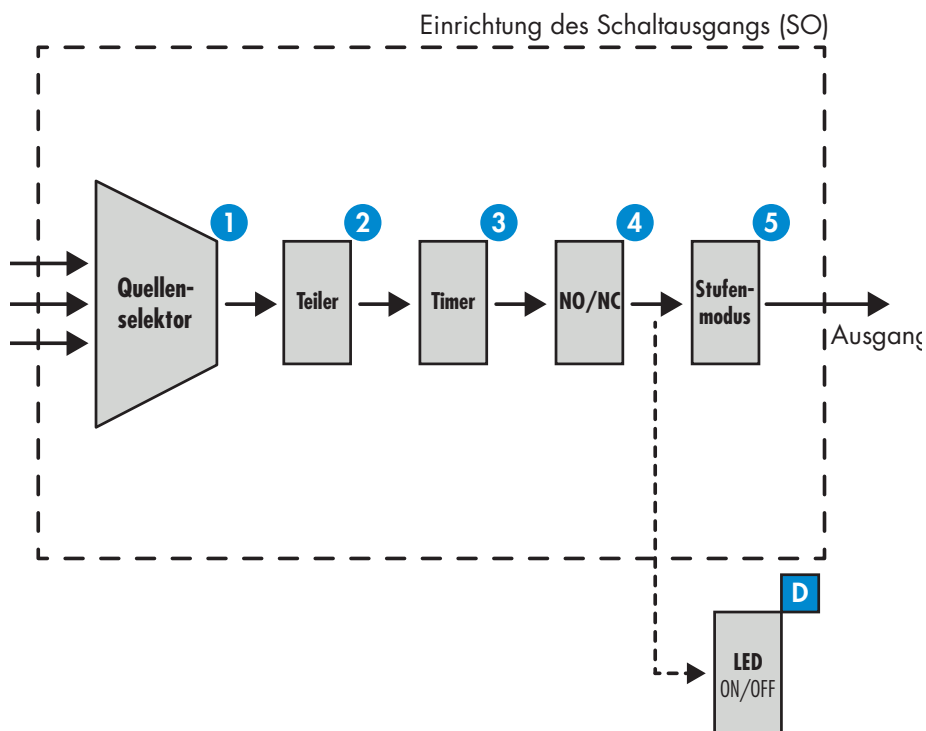 Einrichtung des Schaltausgangs (SO)
1
2
3
4
5
Quellen-
selektor
Teiler
Timer
NO/NC
Stufen-
modus
Ausgang
D
LED
ON/OFF